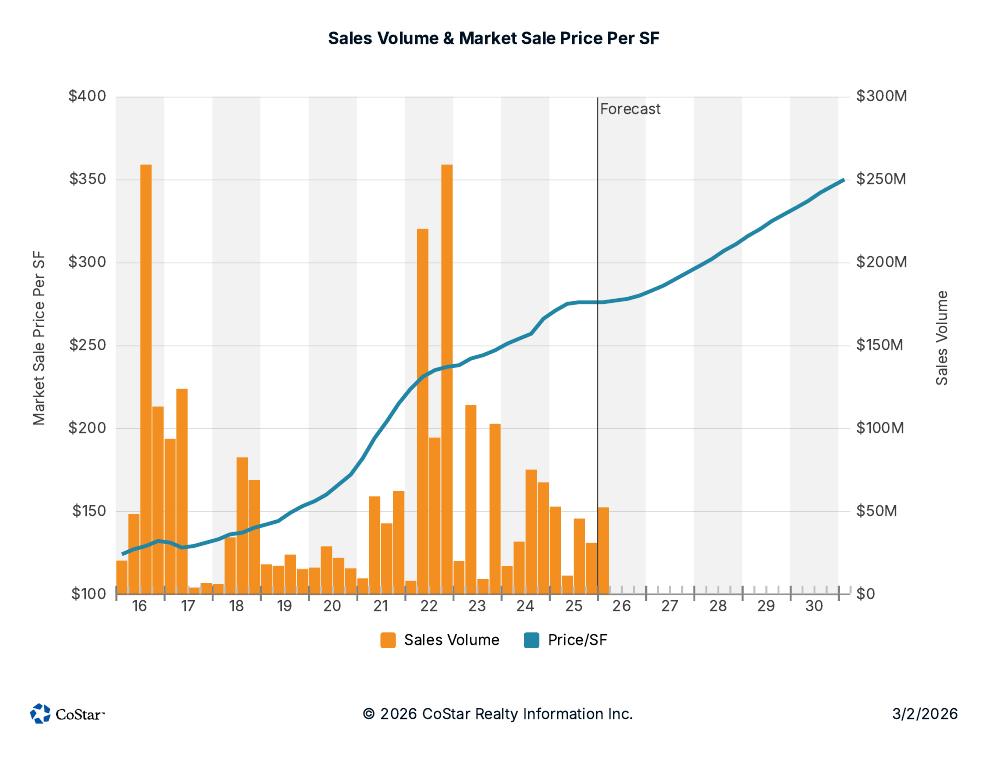 Sales Volume & Market Sale Price Per SF
$400
$350
$300
$250
$200
$150
$100
Market Sale Price Per SF
Forecast
$300M
$250M
$200M
$150M
$100M
$50M
$0
Sales Volume
16 17 18 19 20 21 22 23 24 25 26 27 28 29 30
Sales Volume Price/SF
CoStar™
© 2026 CoStar Realty Information Inc.
3/2/2026